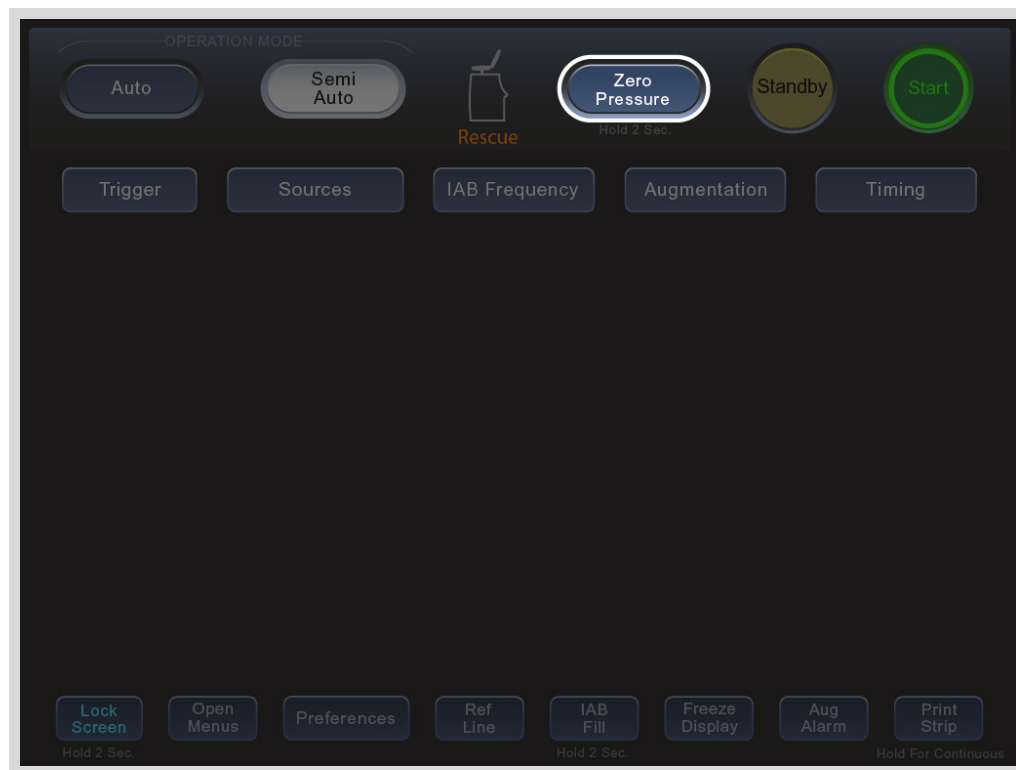 OPERATION MODE
Auto
Semi
Auto
Rescue
Zero
Pressure
Hold 2 Sec.
Standby
Start
Trigger
Sources
IAB Frequency
Augmentation
Timing
Lock
Screen
Hold 2 Sec.
Open
Menus
Preferences
Ref
Line
IAB
Fill
Hold 2 Sec.
Freeze
Display
Aug
Alarm
Print
Strip
Hold For Continuous